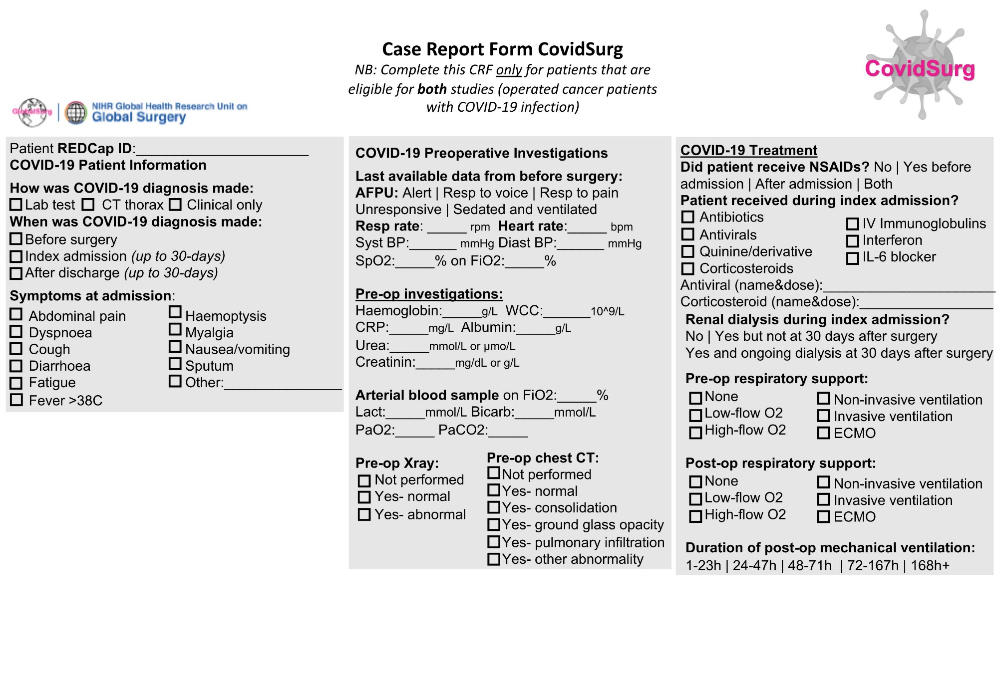 Case Report Form CovidSurg
NB: Complete this CRF only for patients that are
eligible for both studies (operated cancer patients
with COVID-19 infection)
CovidSurg
GlobalSurg
NIHR Global Health Research Unit on
Global Surgery
Patient REDCap ID:______________________
COVID-19 Patient Information
How was COVID-19 diagnosis made:
☐ Lab test ☐ CT thorax ☐ Clinical only
When was COVID-19 diagnosis made:
☐ Before surgery
☐ Index admission (up to 30-days)
☐ After discharge (up to 30-days)
Symptoms at admission:
☐ Abdominal pain
☐ Dyspnoea
☐ Cough
☐ Diarrhoea
☐ Fatigue
☐ Fever >38C
☐ Haemoptysis
☐ Myalgia
☐ Nausea/vomiting
☐ Sputum
☐ Other:_______________
COVID-19 Preoperative Investigations
Last available data from before surgery:
AFPU: Alert | Resp to voice | Resp to pain
Unresponsive | Sedated and ventilated
Resp rate: _____ rpm Heart rate:_____ bpm
Syst BP:______ mmHg Diast BP:______ mmHg
SpO2:_____% on FiO2:_____%
Pre-op investigations:
Haemoglobin:_____g/L WCC:______10^9/L
CRP:_____mg/L Albumin:_____g/L
Urea:_____mmol/L or µmo/L
Creatinin:_____mg/dL or g/L
Arterial blood sample on FiO2:_____%
Lact:_____mmol/L Bicarb:_____mmol/L
PaO2:_____ PaCO2:_____
Pre-op Xray:
☐ Not performed
☐ Yes- normal
☐ Yes- abnormal
Pre-op chest CT:
☐ Not performed
☐ Yes- normal
☐ Yes- consolidation
☐ Yes- ground glass opacity
☐ Yes- pulmonary infiltration
☐ Yes- other abnormality
COVID-19 Treatment
Did patient receive NSAIDs? No | Yes before
admission | After admission | Both
Patient received during index admission?
☐ Antibiotics
☐ Antivirals
☐ Quinine/derivative
☐ Corticosteroids
☐ IV Immunoglobulins
☐ Interferon
☐ IL-6 blocker
Antiviral (name&dose):______________________
Corticosteroid (name&dose):_________________
Renal dialysis during index admission?
No | Yes but not at 30 days after surgery
Yes and ongoing dialysis at 30 days after surgery
Pre-op respiratory support:
☐ None
☐ Low-flow O2
☐ High-flow O2
☐ Non-invasive ventilation
☐ Invasive ventilation
☐ ECMO
Post-op respiratory support:
☐ None
☐ Low-flow O2
☐ High-flow O2
☐ Non-invasive ventilation
☐ Invasive ventilation
☐ ECMO
Duration of post-op mechanical ventilation:
1-23h | 24-47h | 48-71h | 72-167h | 168h+